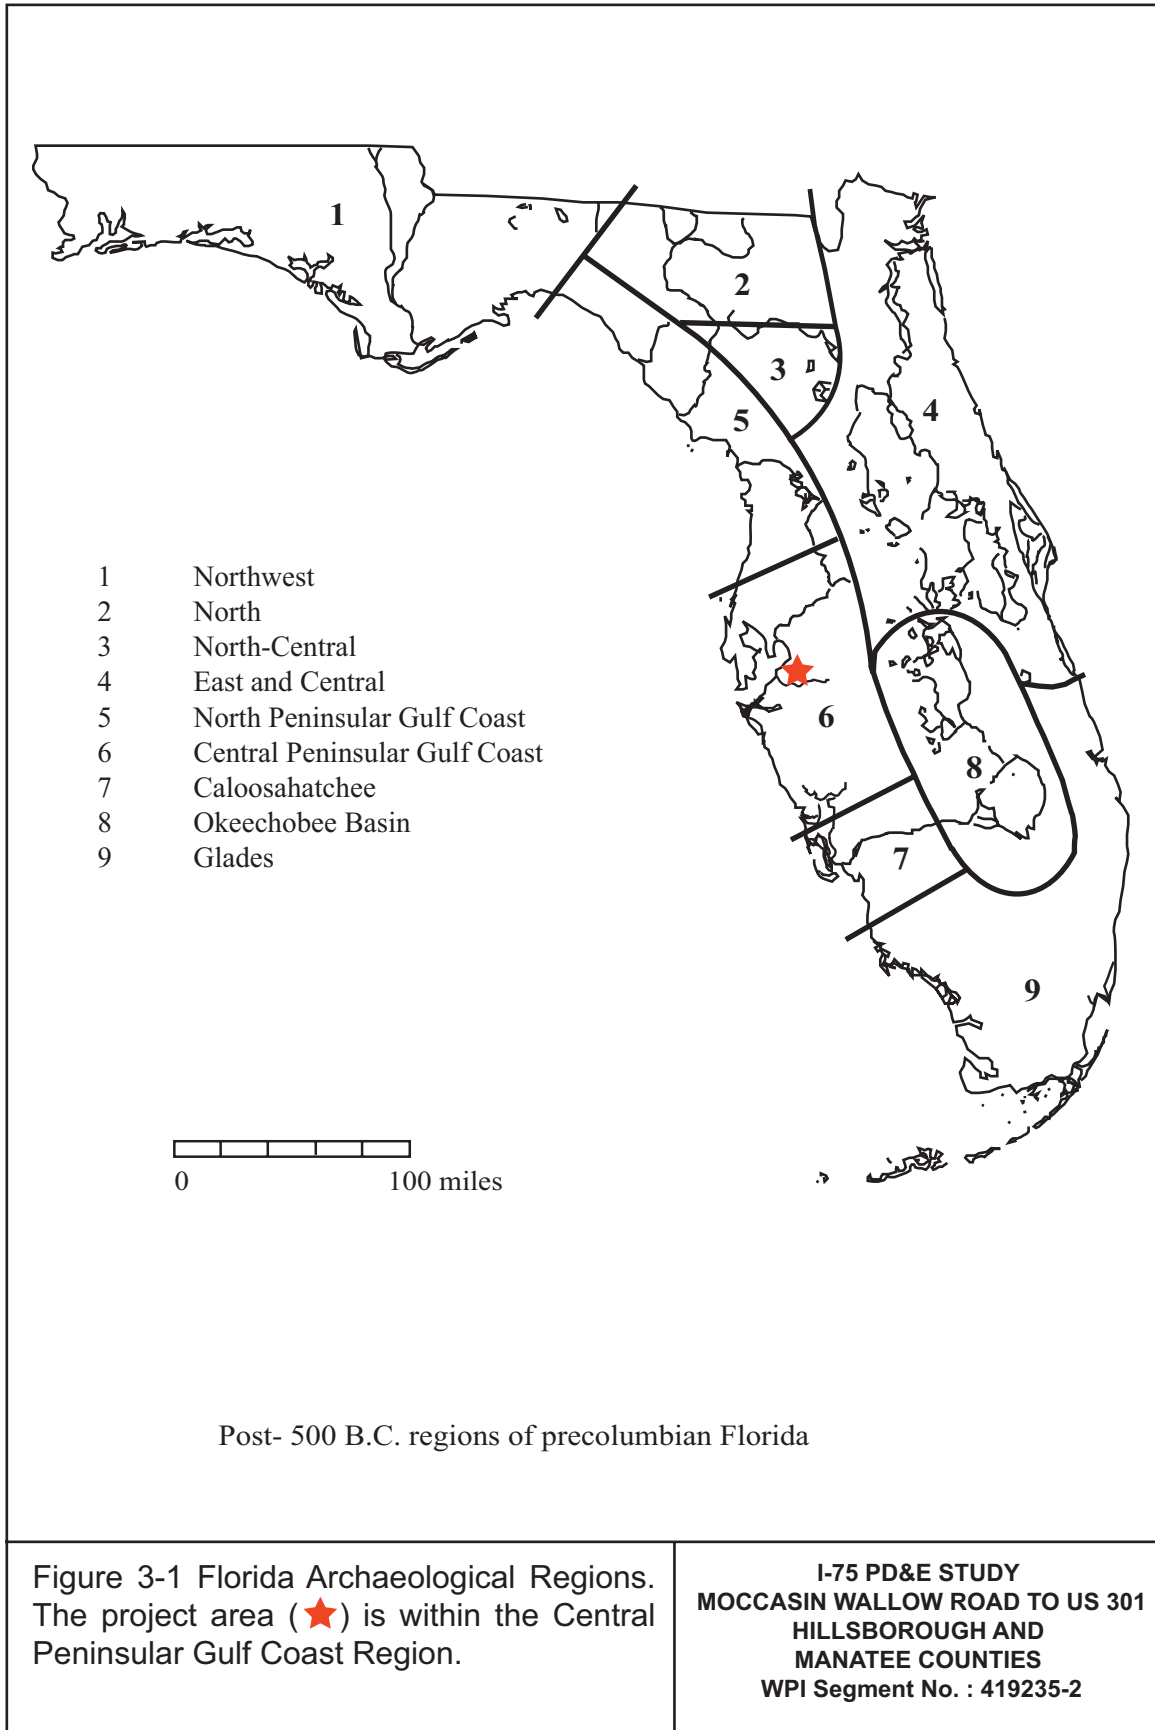 1
2
3
4
5
6
7
8
9
1 Northwest
2 North
3 North-Central
4 East and Central
5 North Peninsular Gulf Coast
6 Central Peninsular Gulf Coast
7 Caloosahatchee
8 Okeechobee Basin
9 Glades
0 100 miles
Post- 500 B.C. regions of precolumbian Florida
Figure 3-1 Florida Archaeological Regions.
The project area ( ) is within the Central
Peninsular Gulf Coast Region.
I-75 PD&E STUDY
MOCCASIN WALLOW ROAD TO US 301
HILLSBOROUGH AND
MANATEE COUNTIES
WPI Segment No. : 419235-2